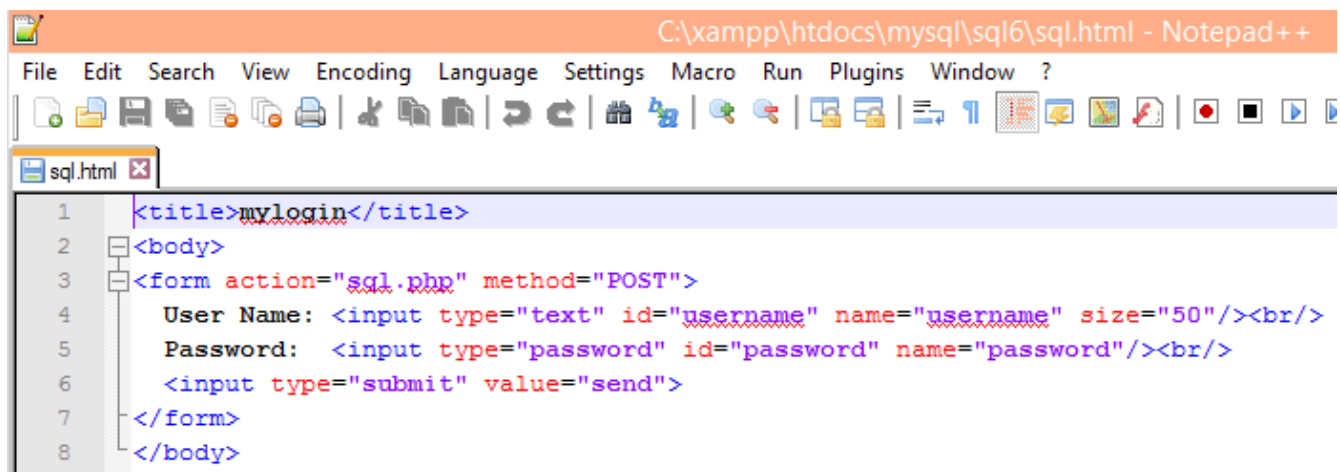 C:\xampp\htdocs\mysql\sql6\sql.html - Notepad++
File Edit Search View Encoding Language Settings Macro Run Plugins Window ?
sql.html
1 <title>mylogin</title>
2 <body>
3 <form action="sql.php" method="POST">
4 User Name: <input type="text" id="username" name="username" size="50"/><br/>
5 Password: <input type="password" id="password" name="password"/><br/>
6 <input type="submit" value="send">
7 </form>
8 </body>